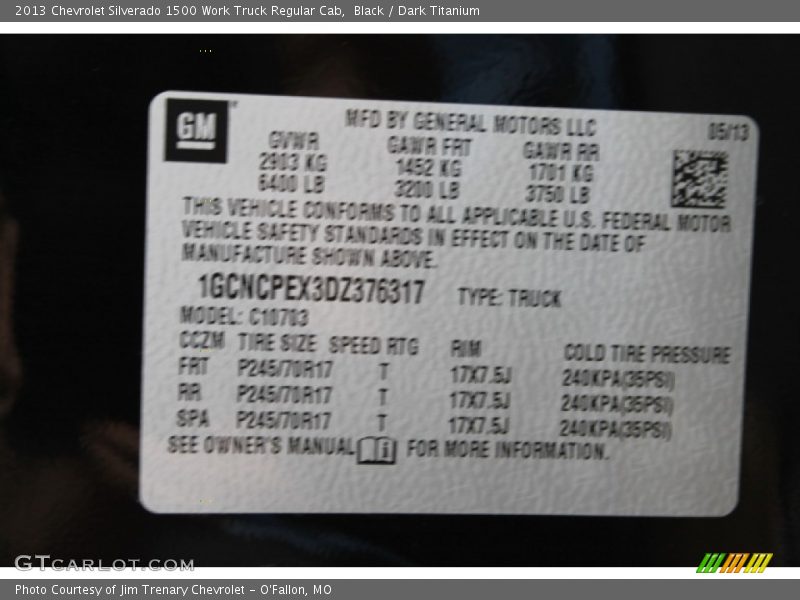 2013 Chevrolet Silverado 1500 Work Truck Regular Cab, Black / Dark Titanium
GM
MFD BY GENERAL MOTORS LLC 05/13
GVWR GAWR FRT GAWR RR
2903 KG 1452 KG 1701 KG
6400 LB 3200 LB 3750 LB
THIS VEHICLE CONFORMS TO ALL APPLICABLE U.S. FEDERAL MOTOR
VEHICLE SAFETY STANDARDS IN EFFECT ON THE DATE OF
MANUFACTURE SHOWN ABOVE.
1GCNCPEX3DZ376317 TYPE: TRUCK
MODEL: C10703
CCZM TIRE SIZE SPEED RTG RIM COLD TIRE PRESSURE
FRT P245/70R17 T 17X7.5J 240KPA(35PSI)
RR P245/70R17 T 17X7.5J 240KPA(35PSI)
SPA P245/70R17 T 17X7.5J 240KPA(35PSI)
SEE OWNER'S MANUAL FOR MORE INFORMATION.
GTcarlot.com
Photo Courtesy of Jim Trenary Chevrolet - O'Fallon, MO